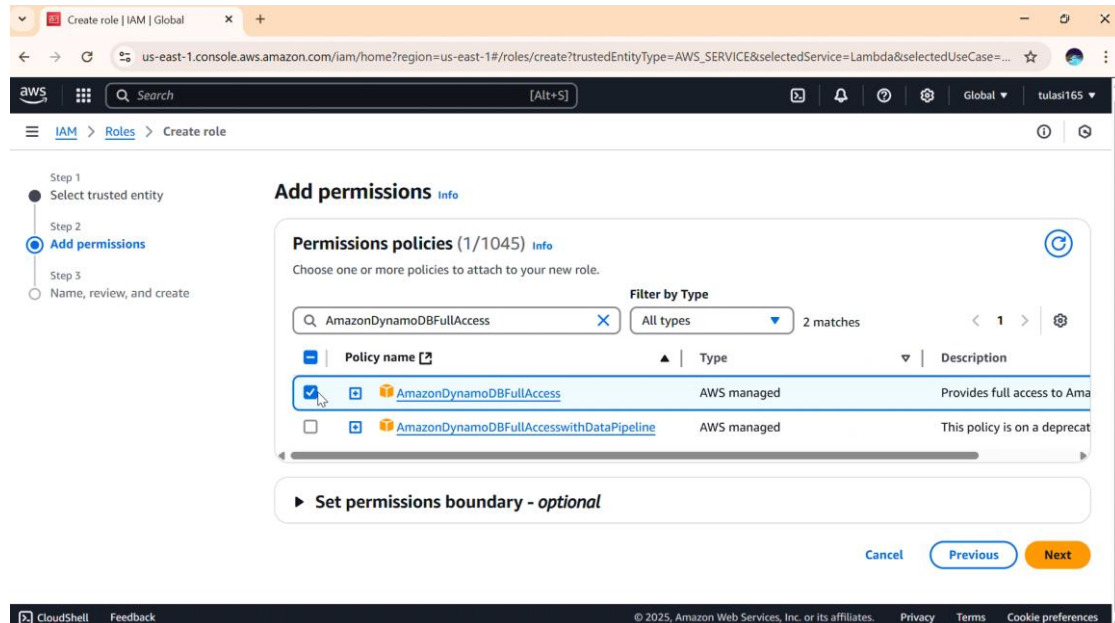 Create role | IAM | Global
us-east-1.console.aws.amazon.com/iam/home?region=us-east-1#/roles/create?trustedEntityType=AWS_SERVICE&selectedService=Lambda&selectedUseCase=...
aws Search [Alt+S] Global tulasi165
IAM > Roles > Create role
Step 1
Select trusted entity
Step 2
Add permissions
Step 3
Name, review, and create
Add permissions Info
Permissions policies (1/1045) Info
Choose one or more policies to attach to your new role.
Filter by Type
AmazonDynamoDBFullAccess All types 2 matches 1
Policy name Type Description
AmazonDynamoDBFullAccess AWS managed Provides full access to Ama
AmazonDynamoDBFullAccesswithDataPipeline AWS managed This policy is on a deprecat
Set permissions boundary - optional
Cancel Previous Next
CloudShell Feedback © 2025, Amazon Web Services, Inc. or its affiliates. Privacy Terms Cookie preferences